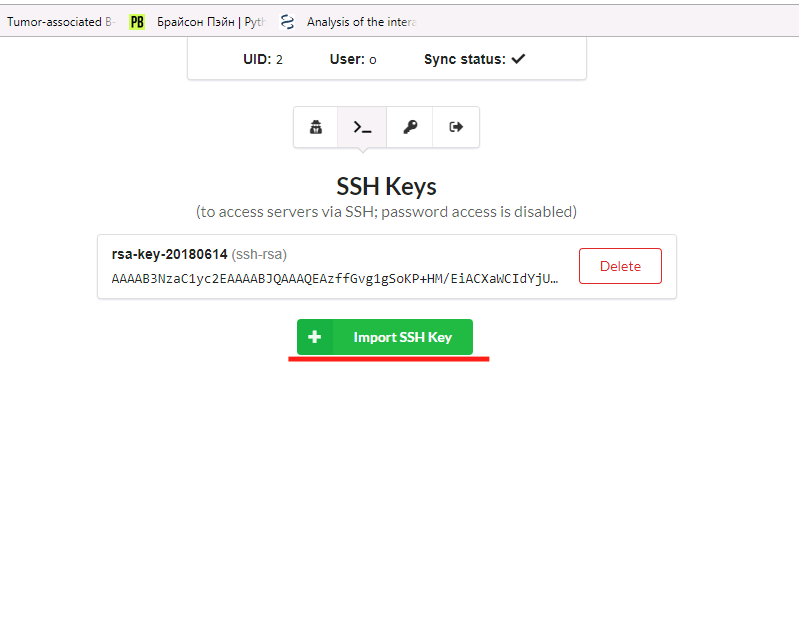 Tumor-associated B- PB Брайсон Пэйн | Pyth Analysis of the intera
UID: 2 User: o Sync status:
SSH Keys
(to access servers via SSH; password access is disabled)
rsa-key-20180614 (ssh-rsa)
AAAAB3NzaC1yc2EAAAABJQAAAQEAzffGvg1gSoKP+HM/EiACXaWCIdYjU…
Delete
Import SSH Key